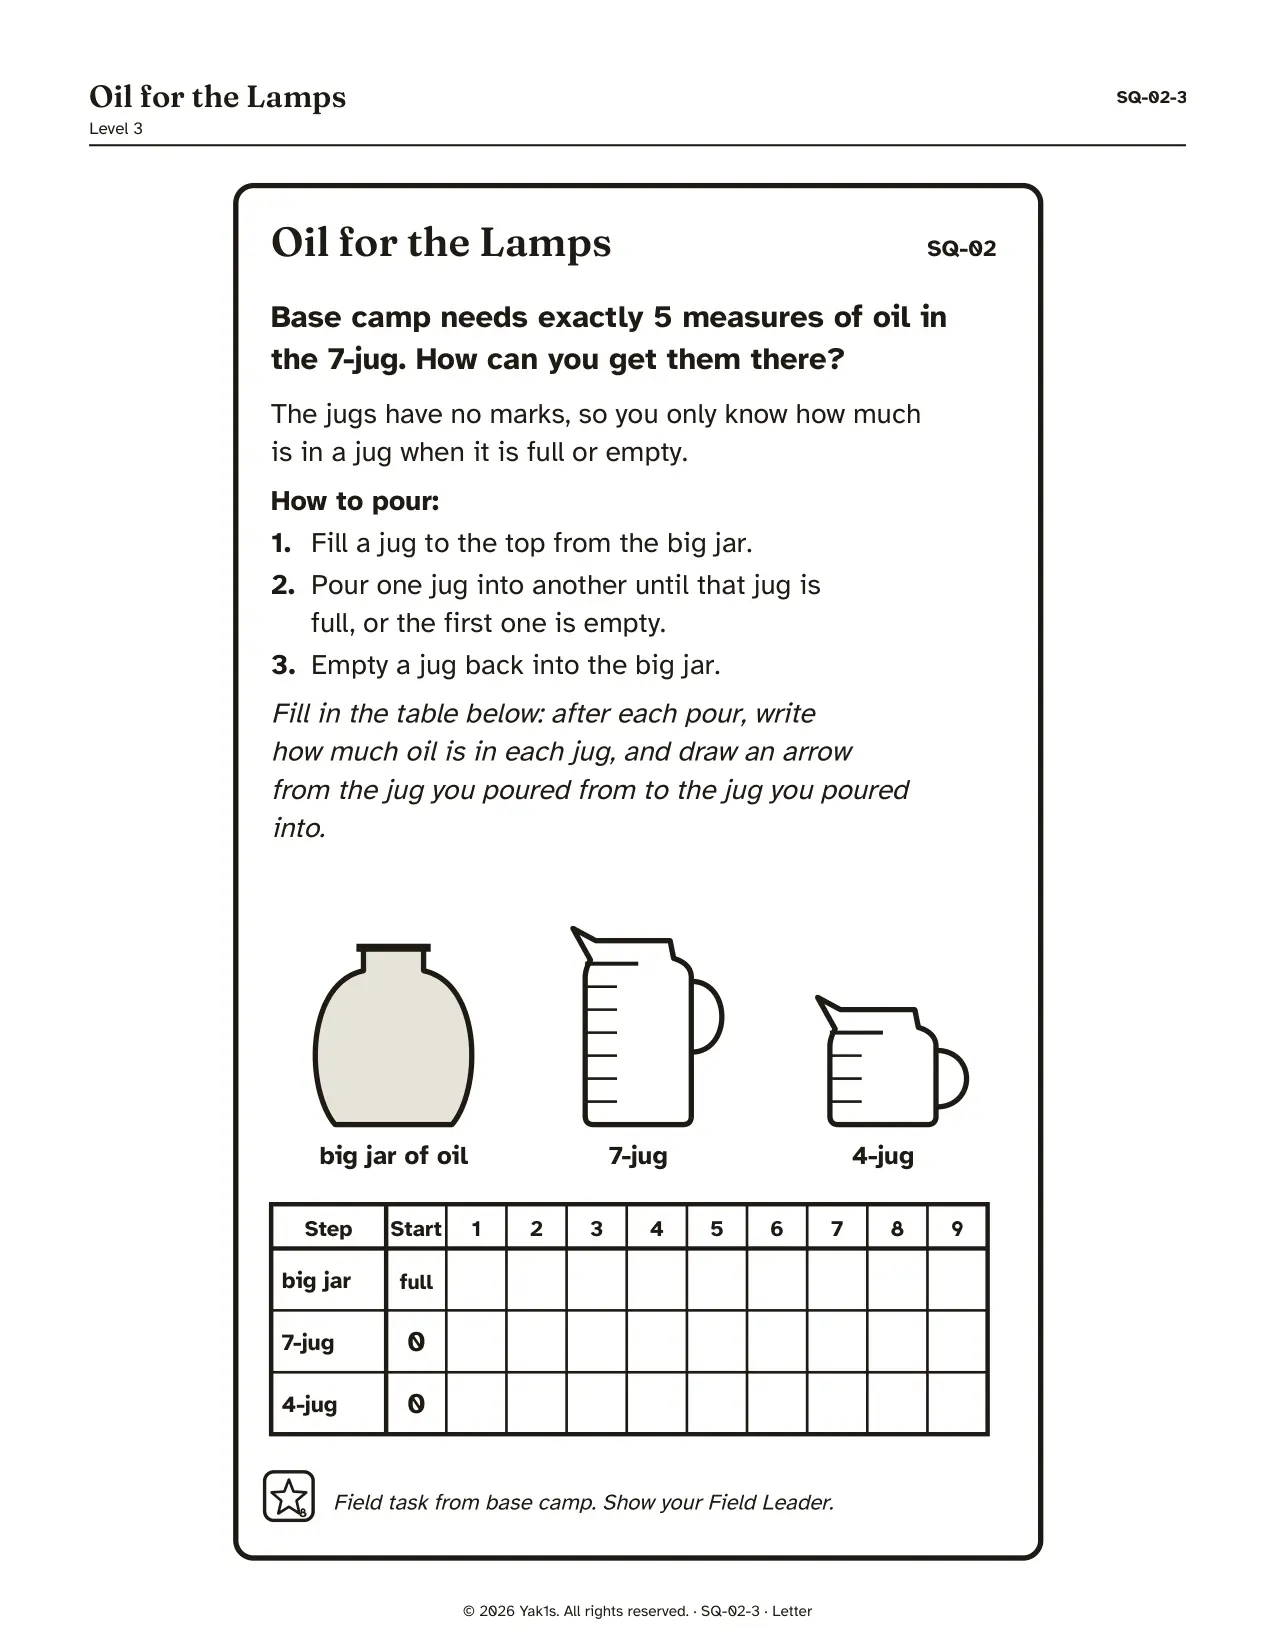 Oil for the Lamps
SQ-02-3
Level 3
Oil for the Lamps
SQ-02
Base camp needs exactly 5 measures of oil in
the 7-jug. How can you get them there?
The jugs have no marks, so you only know how much
is in a jug when it is full or empty.
How to pour:
1. Fill a jug to the top from the big jar.
2. Pour one jug into another until that jug is
full, or the first one is empty.
3. Empty a jug back into the big jar.
Fill in the table below: after each pour, write
how much oil is in each jug, and draw an arrow
from the jug you poured from to the jug you poured
into.
big jar of oil
7-jug
4-jug
Step Start 1 2 3 4 5 6 7 8 9
big jar full
7-jug 0
4-jug 0
8
Field task from base camp. Show your Field Leader.
© 2026 Yak1s. All rights reserved. · SQ-02-3 · Letter